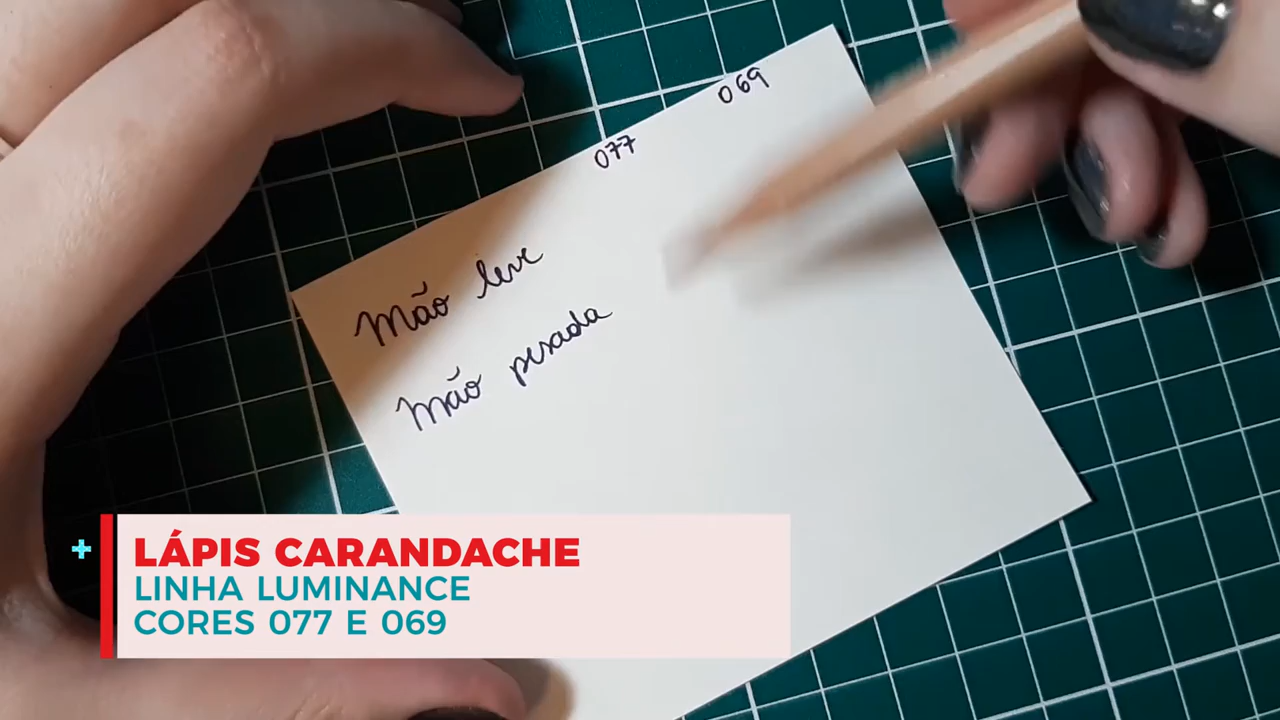 069
077
Mão leve
Mão pesada
LÁPIS CARANDACHE
LINHA LUMINANCE
CORES 077 E 069